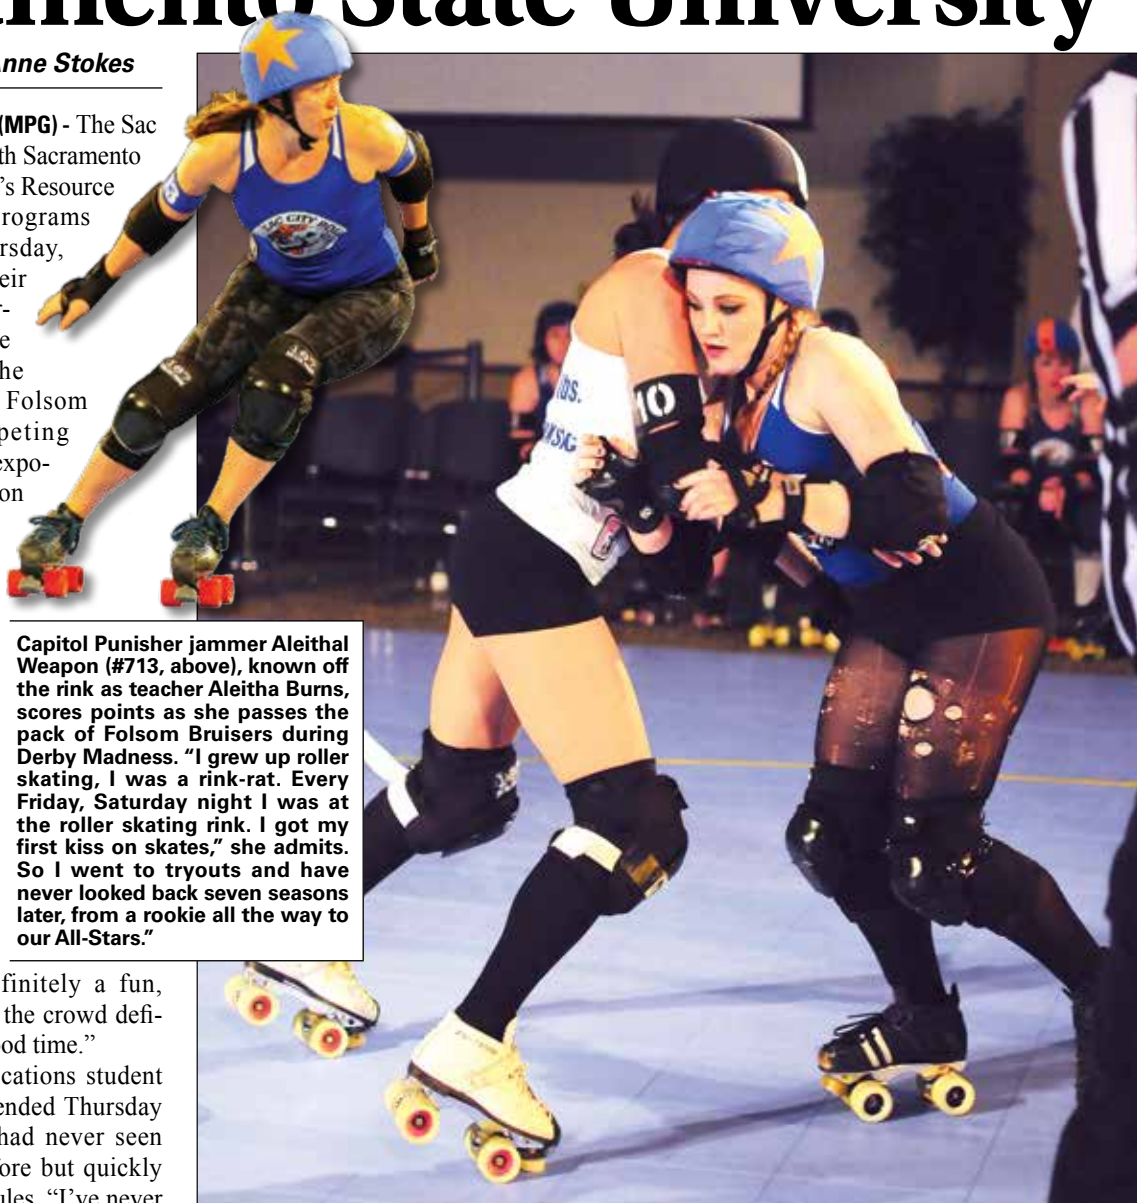 mento State University
Anne Stokes
(MPG) - The Sac
th Sacramento
's Resource
rograms
rsday,
eir
r-
e
he
Folsom
peting
expo-
on
SAC CITY ROL
10
Capitol Punisher jammer Aleithal
Weapon (#713, above), known off
the rink as teacher Aleitha Burns,
scores points as she passes the
pack of Folsom Bruisers during
Derby Madness. “I grew up roller
skating, I was a rink-rat. Every
Friday, Saturday night I was at
the roller skating rink. I got my
first kiss on skates,” she admits.
So I went to tryouts and have
never looked back seven seasons
later, from a rookie all the way to
our All-Stars.”
finitely a fun,
the crowd defi-
od time.”
cations student
ended Thursday
had never seen
fore but quickly
ules. “I've never